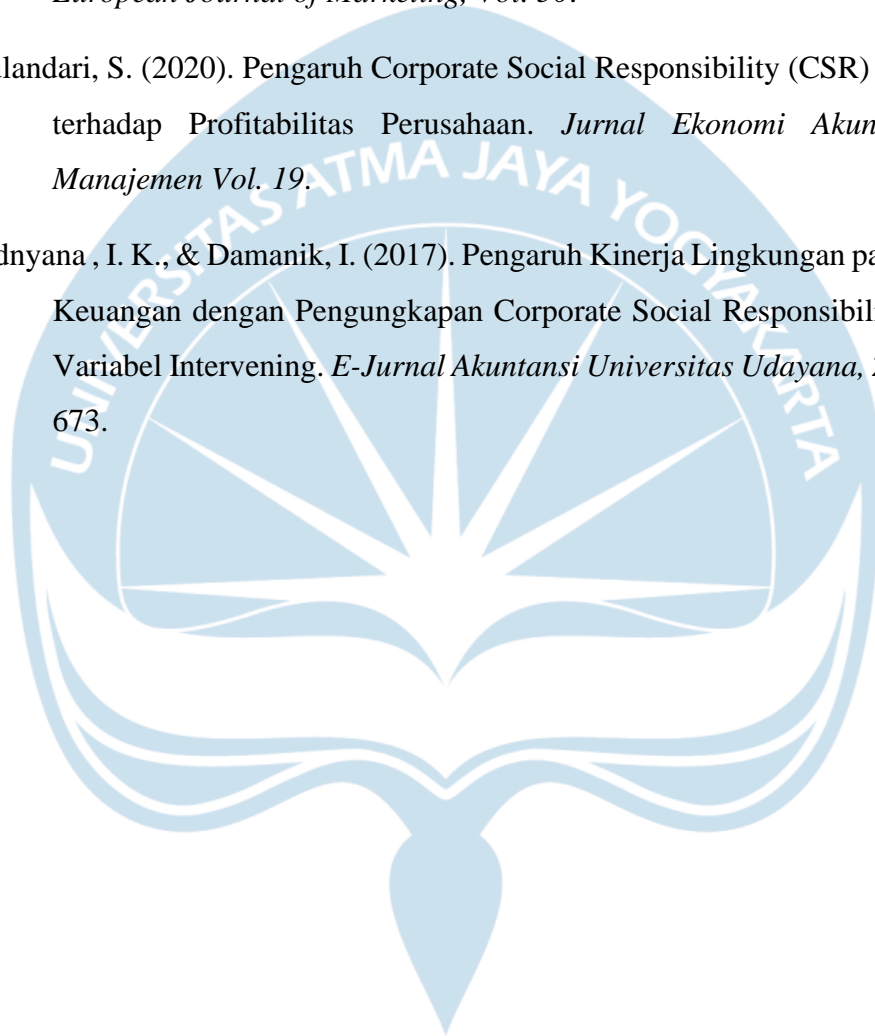 European Journal of Marketing, Vol.
landari, S. (2020). Pengaruh Corporate Social Responsibility (CSR)
terhadap Profitabilitas Perusahaan. Jurnal Ekonomi Akun
Manajemen Vol. 19.
dnyana , I. K., & Damanik, I. (2017). Pengaruh Kinerja Lingkungan pa
Keuangan dengan Pengungkapan Corporate Social Responsibil
Variabel Intervening. E-Jurnal Akuntansi Universitas Udayana,
673.
UNIVERSITAS ATMA JAYA YOGYAKARTA